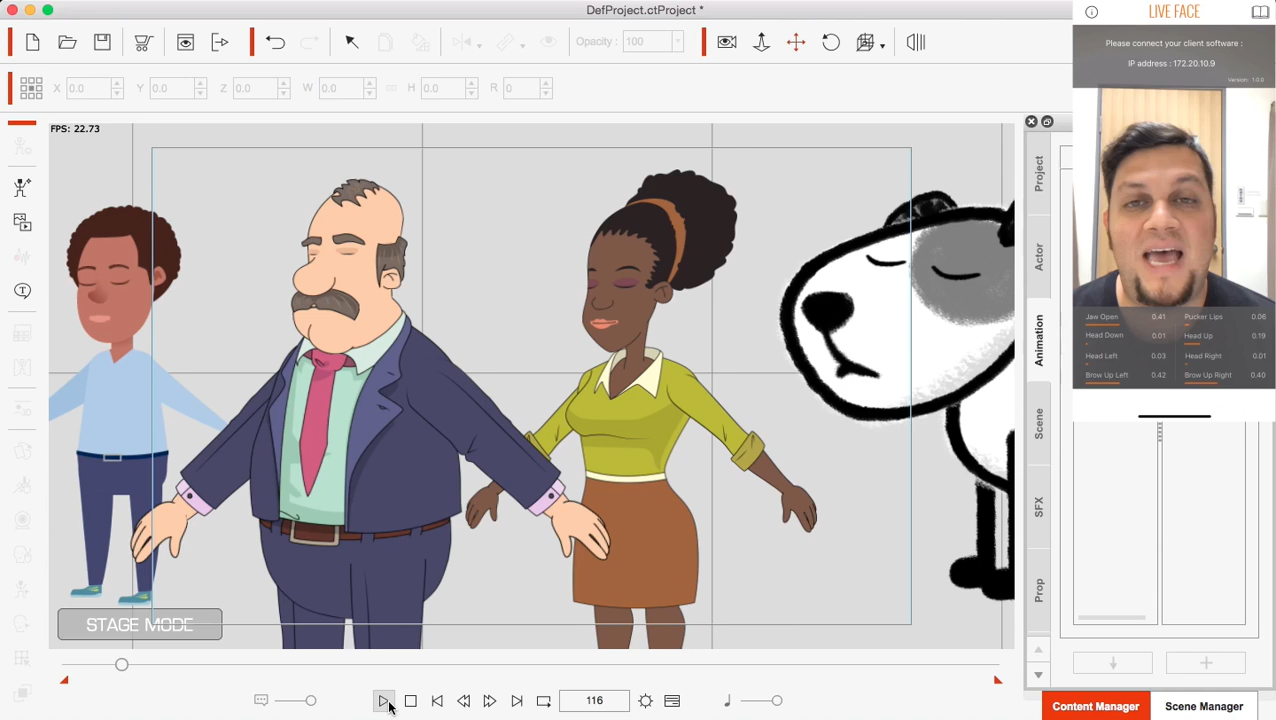 DefProject.ctProject *
LIVE FACE
Please connect your client software :
IP address : 172.20.10.9
Version: 1.0.0
Opacity : 100
X 0.0 Y 0.0 Z 0.0 W 0.0 H 0.0 R 0
FPS: 22.73
Project
Actor
Animation
Scene
SFX
Prop
Jaw Open 0.41 Pucker Lips 0.06
Head Down 0.01 Head Up 0.19
Head Left 0.03 Head Right 0.01
Brow Up Left 0.42 Brow Up Right 0.40
STAGE MODE
116
Content Manager Scene Manager